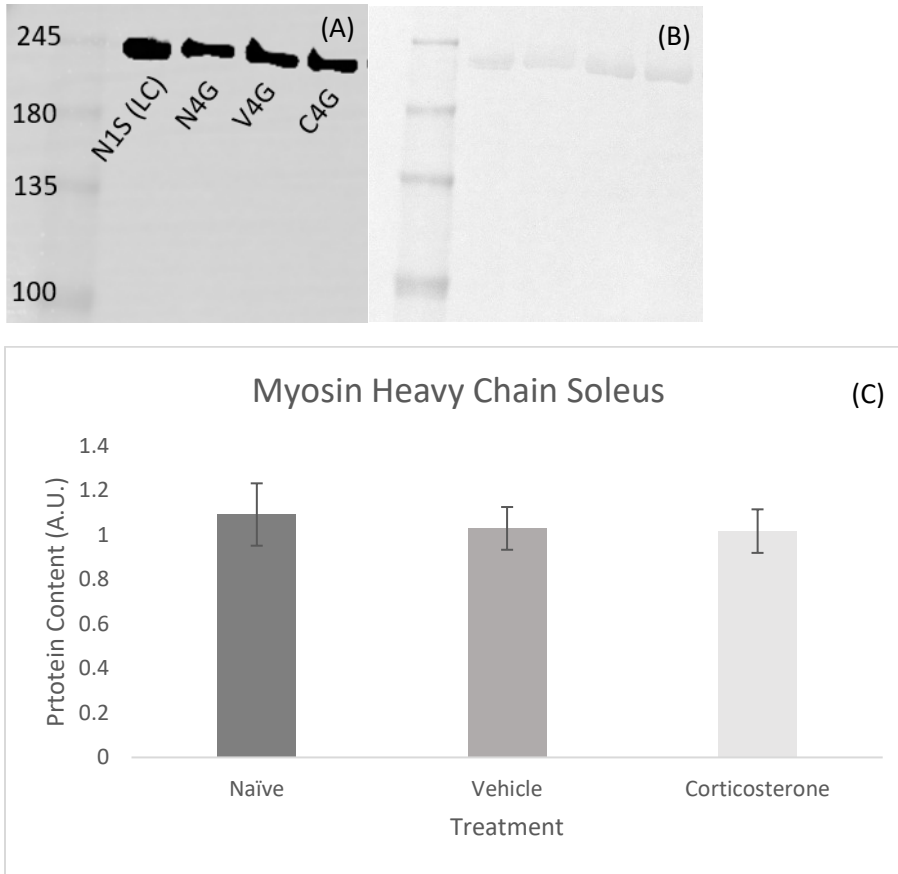 245
(A)
(B)
180
N1S (LC)
N4G
V4G
C4G
135
100
Myosin Heavy Chain Soleus
(C)
1.4
1.2
1
0.8
0.6
0.4
0.2
0
Prtotein Content (A.U.)
Naïve
Vehicle
Corticosterone
Treatment